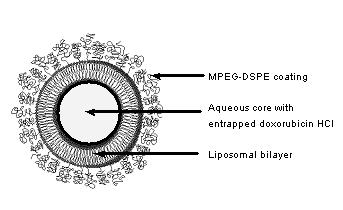 MPEG-DSPE coating
Aqueous core with
entrapped doxorubicin HCl
Liposomal bilayer